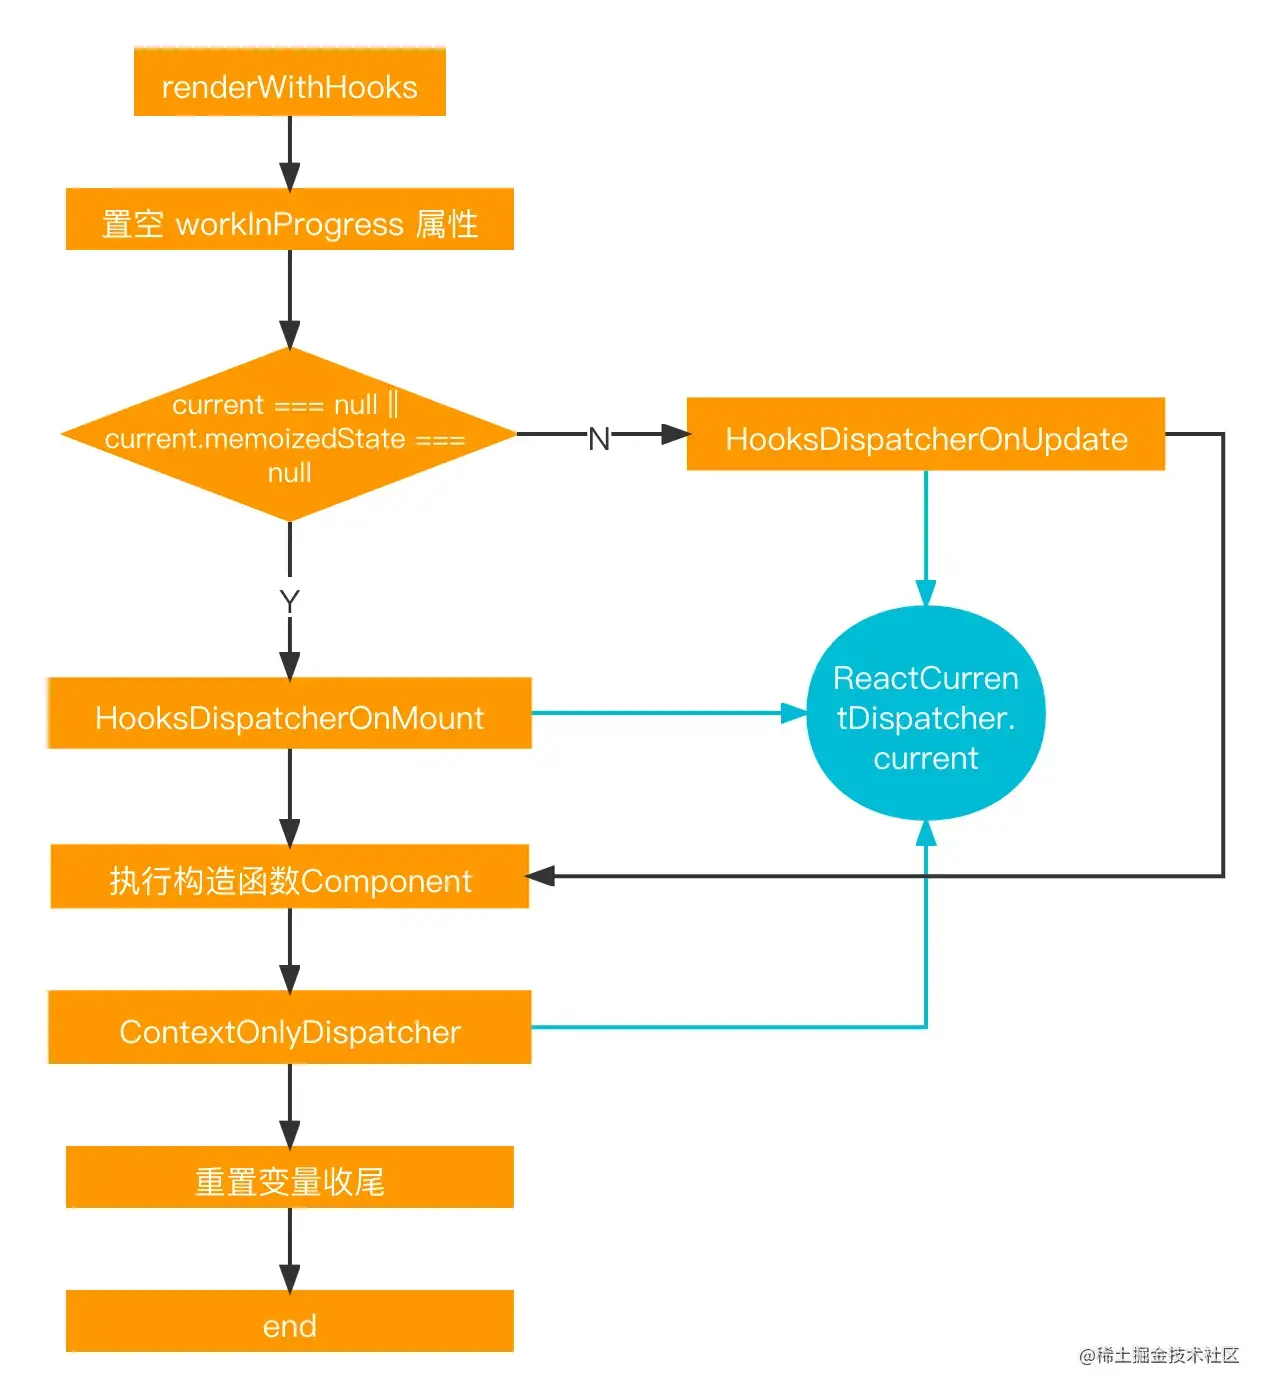 renderWithHooks
置空 workInProgress 属性
current === null ||
current.memoizedState ===
null
N
HooksDispatcherOnUpdate
Y
ReactCurren
tDispatcher.
current
HooksDispatcherOnMount
执行构造函数Component
ContextOnlyDispatcher
重置变量收尾
end
@稀土掘金技术社区